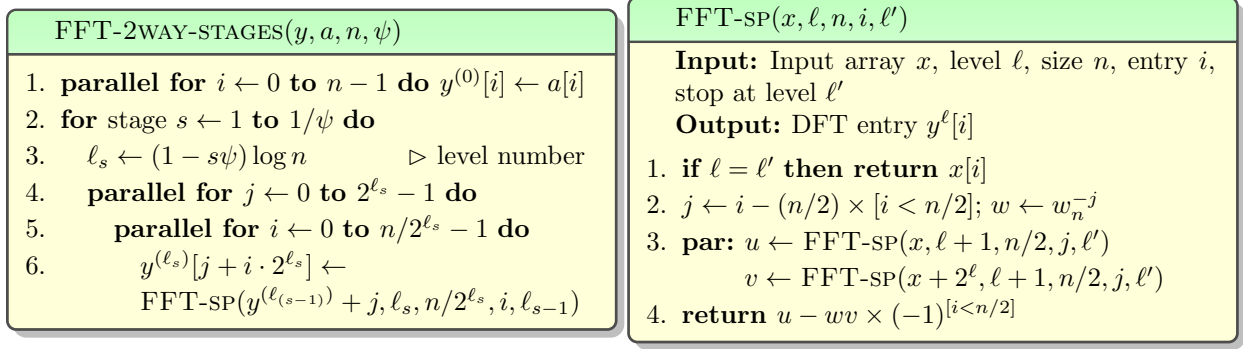 FFT-2WAY-STAGES(y, a, n, ψ)
1. parallel for i ← 0 to n − 1 do y^{(0)}[i] ← a[i]
2. for stage s ← 1 to 1/ψ do
3. ℓ_s ← (1 − sψ) log n ▷ level number
4. parallel for j ← 0 to 2^{ℓ_s} − 1 do
5. parallel for i ← 0 to n/2^{ℓ_s} − 1 do
6. y^{(ℓ_s)}[j + i · 2^{ℓ_s}] ←
FFT-SP(y^{(ℓ_{(s−1)})} + j, ℓ_s, n/2^{ℓ_s}, i, ℓ_{s−1})
FFT-SP(x, ℓ, n, i, ℓ′)
Input: Input array x, level ℓ, size n, entry i,
stop at level ℓ′
Output: DFT entry y^ℓ[i]
1. if ℓ = ℓ′ then return x[i]
2. j ← i − (n/2) × [i < n/2]; w ← w_n^{−j}
3. par: u ← FFT-SP(x, ℓ + 1, n/2, j, ℓ′)
v ← FFT-SP(x + 2^ℓ, ℓ + 1, n/2, j, ℓ′)
4. return u − wv × (−1)^{[i<n/2]}